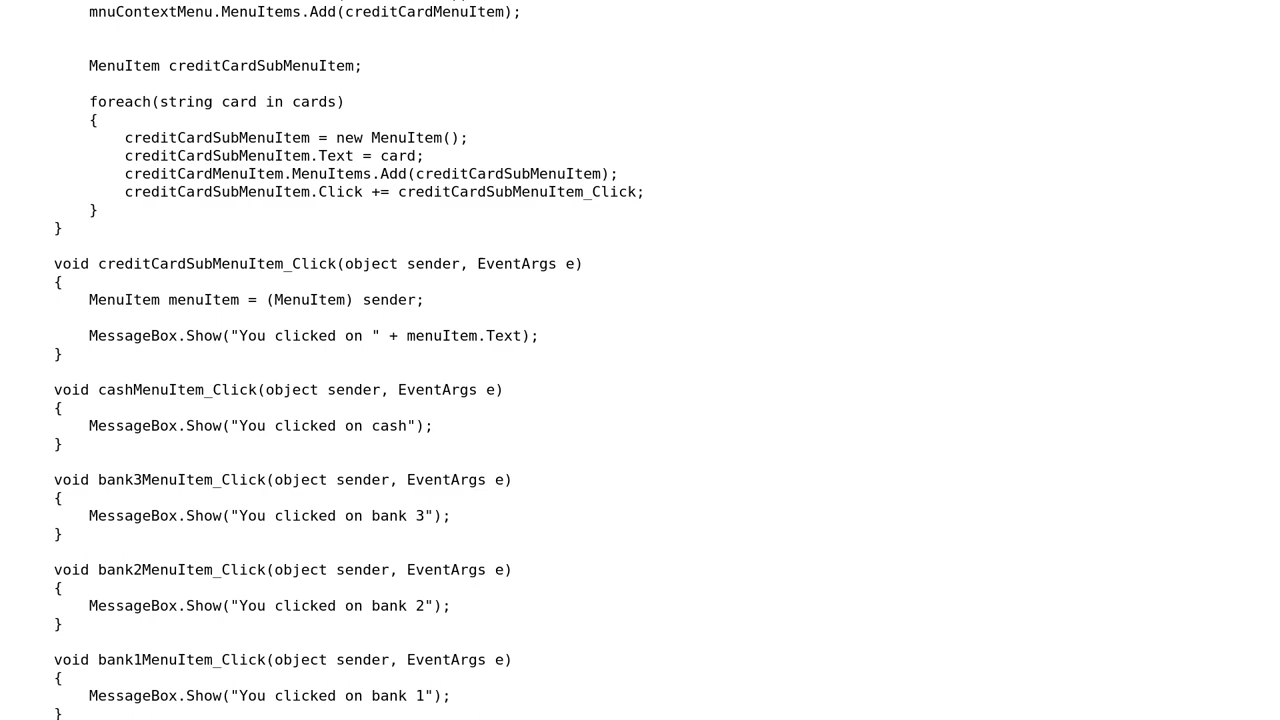 mnuContextMenu.MenuItems.Add(creditCardMenuItem);
MenuItem creditCardSubMenuItem;
foreach(string card in cards)
{
creditCardSubMenuItem = new MenuItem();
creditCardSubMenuItem.Text = card;
creditCardMenuItem.MenuItems.Add(creditCardSubMenuItem);
creditCardSubMenuItem.Click += creditCardSubMenuItem_Click;
}
}
void creditCardSubMenuItem_Click(object sender, EventArgs e)
{
MenuItem menuItem = (MenuItem) sender;
MessageBox.Show("You clicked on " + menuItem.Text);
}
void cashMenuItem_Click(object sender, EventArgs e)
{
MessageBox.Show("You clicked on cash");
}
void bank3MenuItem_Click(object sender, EventArgs e)
{
MessageBox.Show("You clicked on bank 3");
}
void bank2MenuItem_Click(object sender, EventArgs e)
{
MessageBox.Show("You clicked on bank 2");
}
void bank1MenuItem_Click(object sender, EventArgs e)
{
MessageBox.Show("You clicked on bank 1");
}